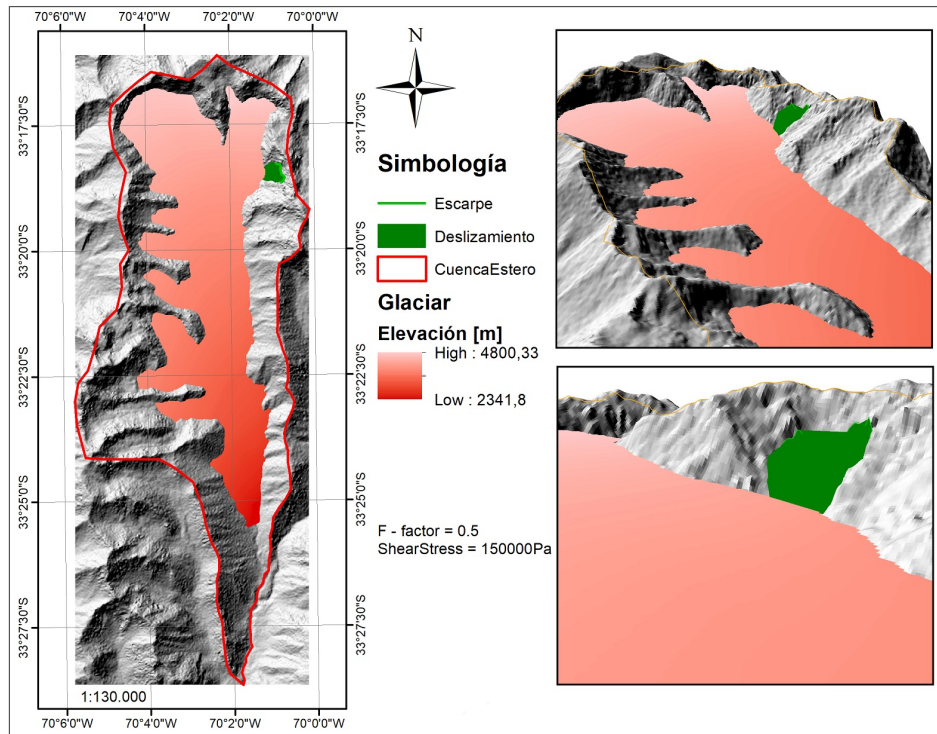 70°6'0"W 70°4'0"W 70°2'0"W 70°0'0"W
N
33°17'30"S 33°17'30"S
33°20'0"S 33°20'0"S
33°22'30"S 33°22'30"S
33°25'0"S 33°25'0"S
33°27'30"S 33°27'30"S
1:130.000
70°6'0"W 70°4'0"W 70°2'0"W 70°0'0"W
Simbología
Escarpe
Deslizamiento
CuencaEstero
Glaciar
Elevación [m]
High : 4800,33
Low : 2341,8
F - factor = 0.5
ShearStress = 150000Pa